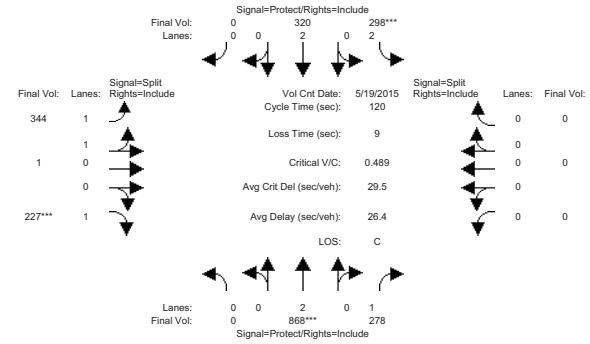 Signal=Protect/Rights=Include
Final Vol: 0 320 298***
Lanes: 0 0 2 0 2
Signal=Split
Final Vol: Lanes: Rights=Include
Vol Cnt Date: 5/19/2015
Signal=Split
Rights=Include Lanes: Final Vol:
Cycle Time (sec): 120
344 1
0 0
Loss Time (sec): 9
1
0
1 0
Critical V/C: 0.489
0 0
0
Avg Crit Del (sec/veh): 29.5
0
227*** 1
Avg Delay (sec/veh): 26.4
0 0
LOS: C
Lanes: 0 0 2 0 1
Final Vol: 0 868*** 278
Signal=Protect/Rights=Include